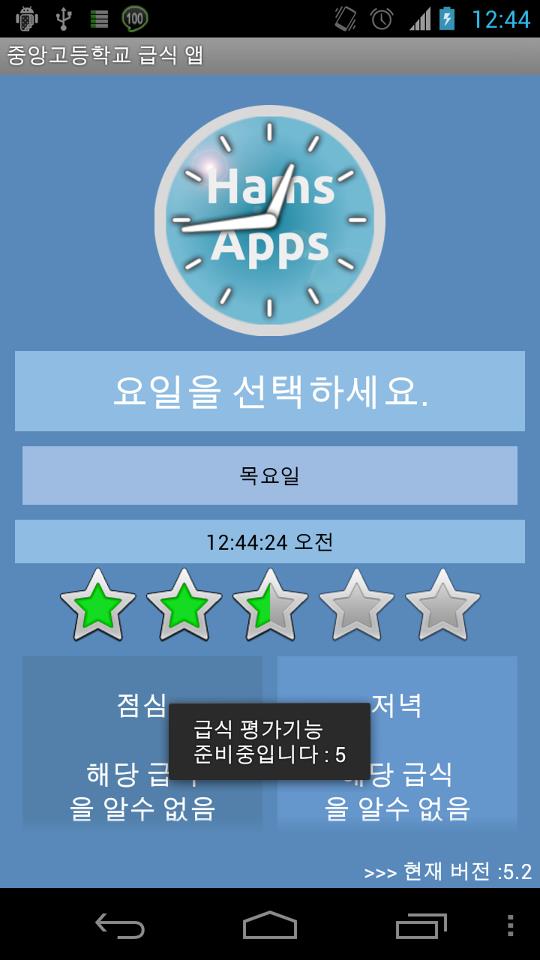 100
12:44
중앙고등학교 급식 앱
Hams
Apps
요일을 선택하세요.
목요일
12:44:24 오전
점심
저녁
급식 평가기능
준비중입니다 : 5
해당 급
해당 급식
을 알수 없음
을 알수 없음
>>> 현재 버전 :5.2